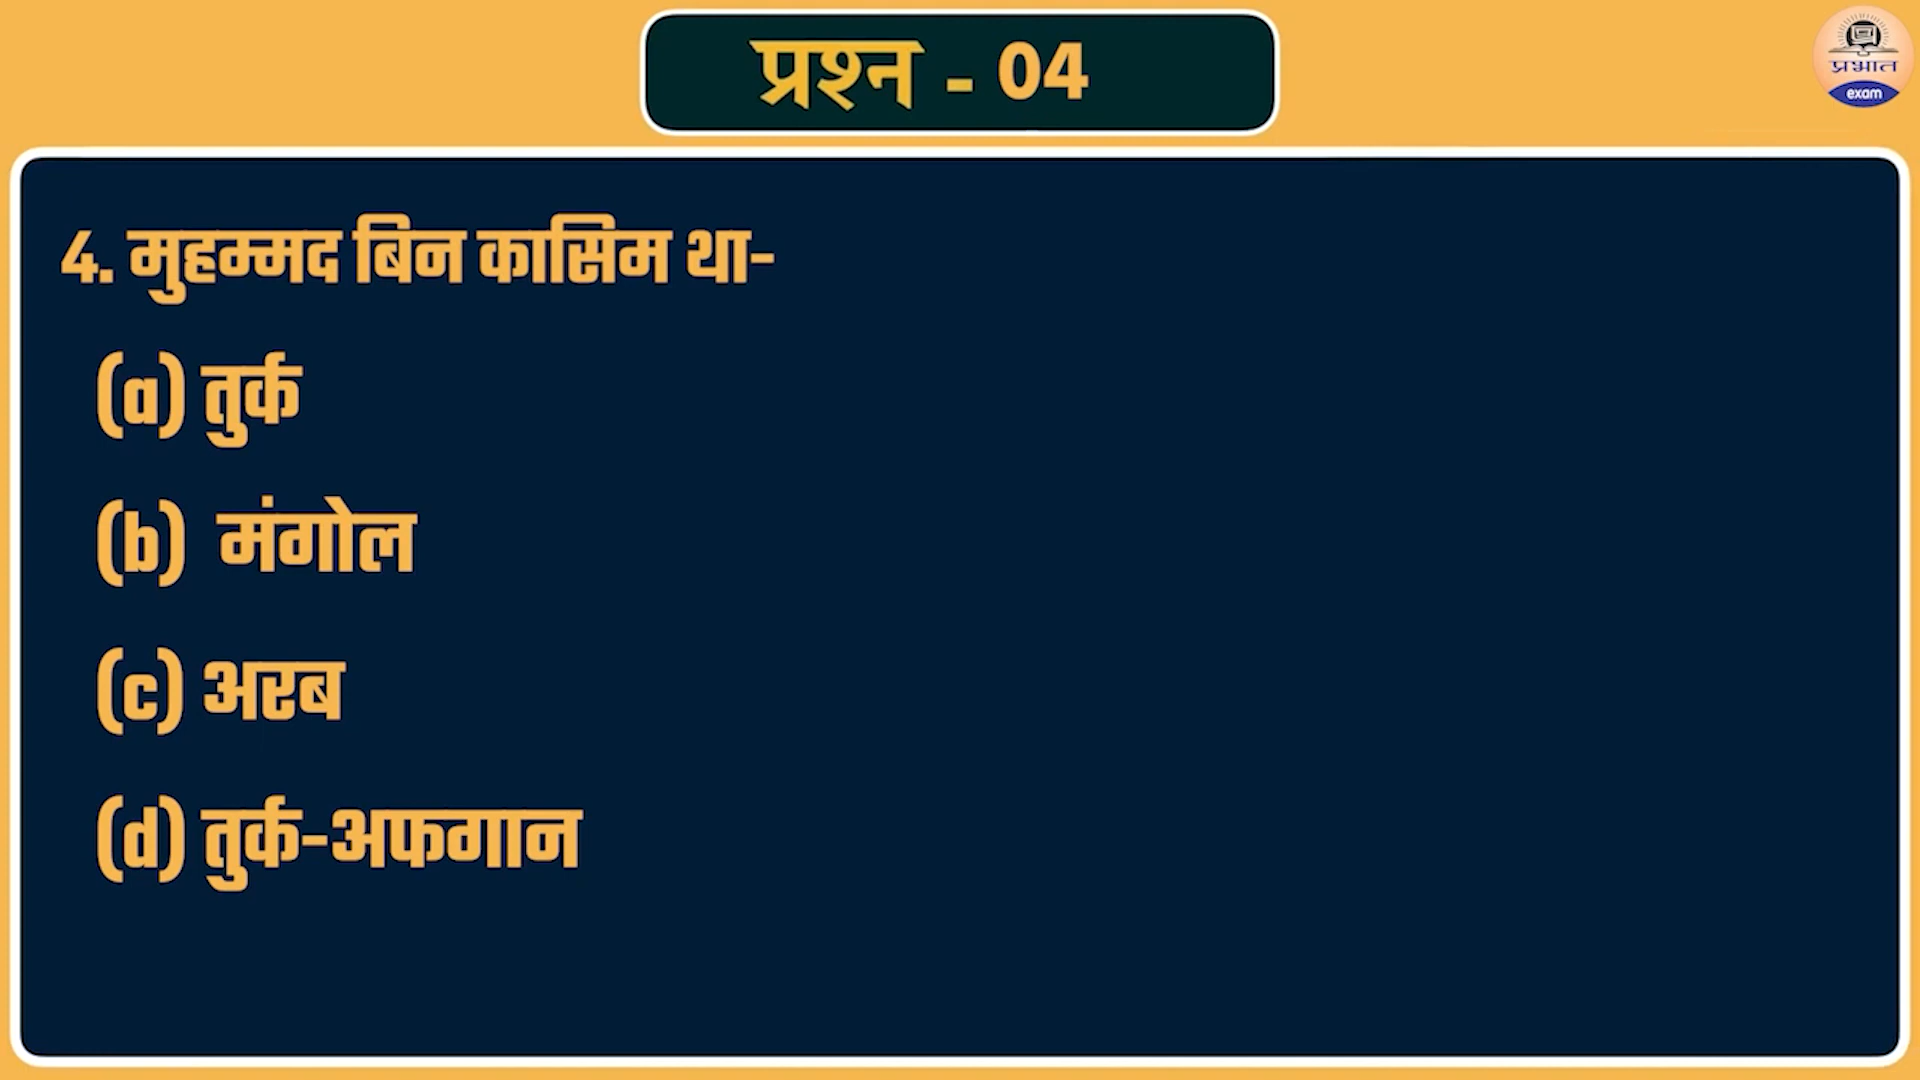 प्रश्न - 04
प्रभात
exam
4. मुहम्मद बिन कासिम था-
(a) तुर्क
(b) मंगोल
(c) अरब
(d) तुर्क-अफगान